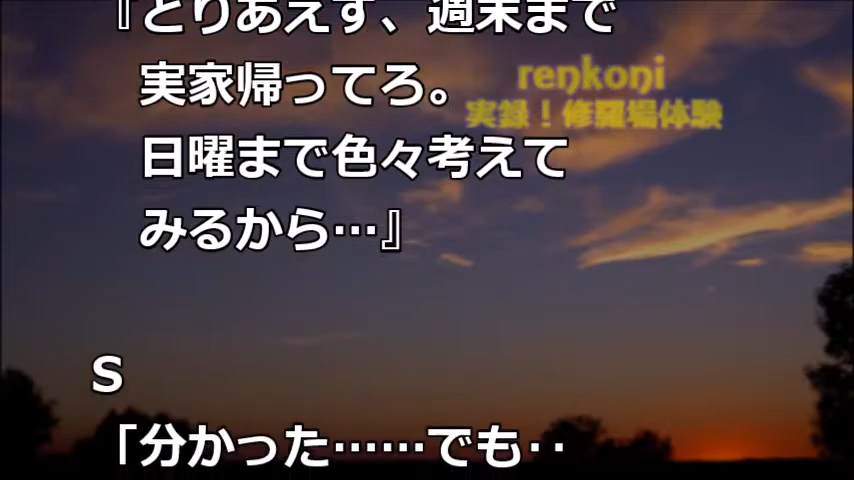 『とりあえず、週末まで
実家帰ってろ。
日曜まで色々考えて
みるから…』
renkoni
実録！修羅場体験
S
「分かった……でも‥